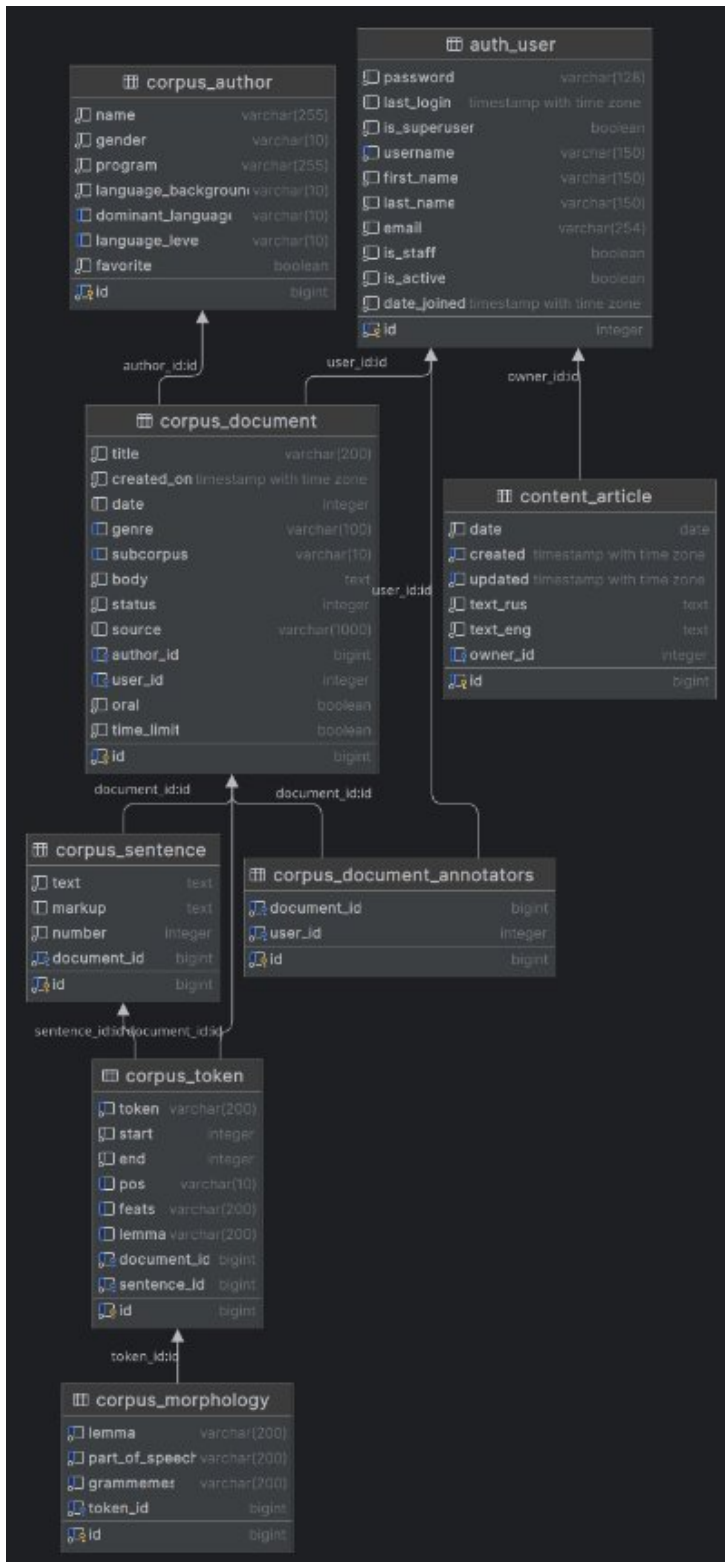 corpus_author
name varchar(255)
gender varchar(10)
program varchar(255)
language_background varchar(10)
dominant_language varchar(10)
language_leve varchar(10)
favorite boolean
id bigint
auth_user
password varchar(128)
last_login timestamp with time zone
is_superuser boolean
username varchar(150)
first_name varchar(150)
last_name varchar(150)
email varchar(254)
is_staff boolean
is_active boolean
date_joined timestamp with time zone
id integer
author_id:id
user_id:id
owner_id:id
corpus_document
title varchar(200)
created_on timestamp with time zone
date integer
genre varchar(100)
subcorpus varchar(10)
body text
status integer
source varchar(1000)
author_id bigint
user_id integer
oral boolean
time_limit boolean
id bigint
content_article
date date
created timestamp with time zone
updated timestamp with time zone
text_rus text
text_eng text
owner_id integer
id bigint
user_id:id
document_id:id
document_id:id
corpus_sentence
text text
markup text
number integer
document_id bigint
id bigint
corpus_document_annotators
document_id bigint
user_id integer
id bigint
sentence_id:id
document_id:id
corpus_token
token varchar(200)
start integer
end integer
pos varchar(10)
feats varchar(200)
lemma varchar(200)
document_id bigint
sentence_id bigint
id bigint
token_id:id
corpus_morphology
lemma varchar(200)
part_of_speech varchar(200)
grammemes varchar(200)
token_id bigint
id bigint